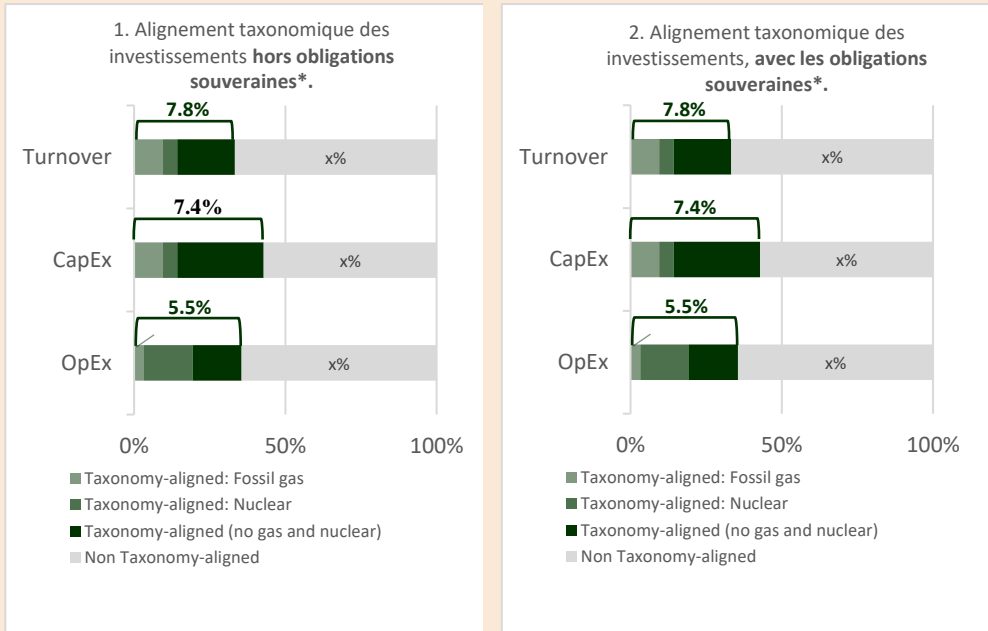 1. Alignement taxonomique des
investissements hors obligations
souveraines*.
7.8%
Turnover
x%
7.4%
CapEx
x%
5.5%
OpEx
x%
0%
50%
100%
Taxonomy-aligned: Fossil gas
Taxonomy-aligned: Nuclear
Taxonomy-aligned (no gas and nuclear)
Non Taxonomy-aligned
2. Alignement taxonomique des
investissements, avec les obligations
souveraines*.
7.8%
Turnover
x%
7.4%
CapEx
x%
5.5%
OpEx
x%
0%
50%
100%
Taxonomy-aligned: Fossil gas
Taxonomy-aligned: Nuclear
Taxonomy-aligned (no gas and nuclear)
Non Taxonomy-aligned